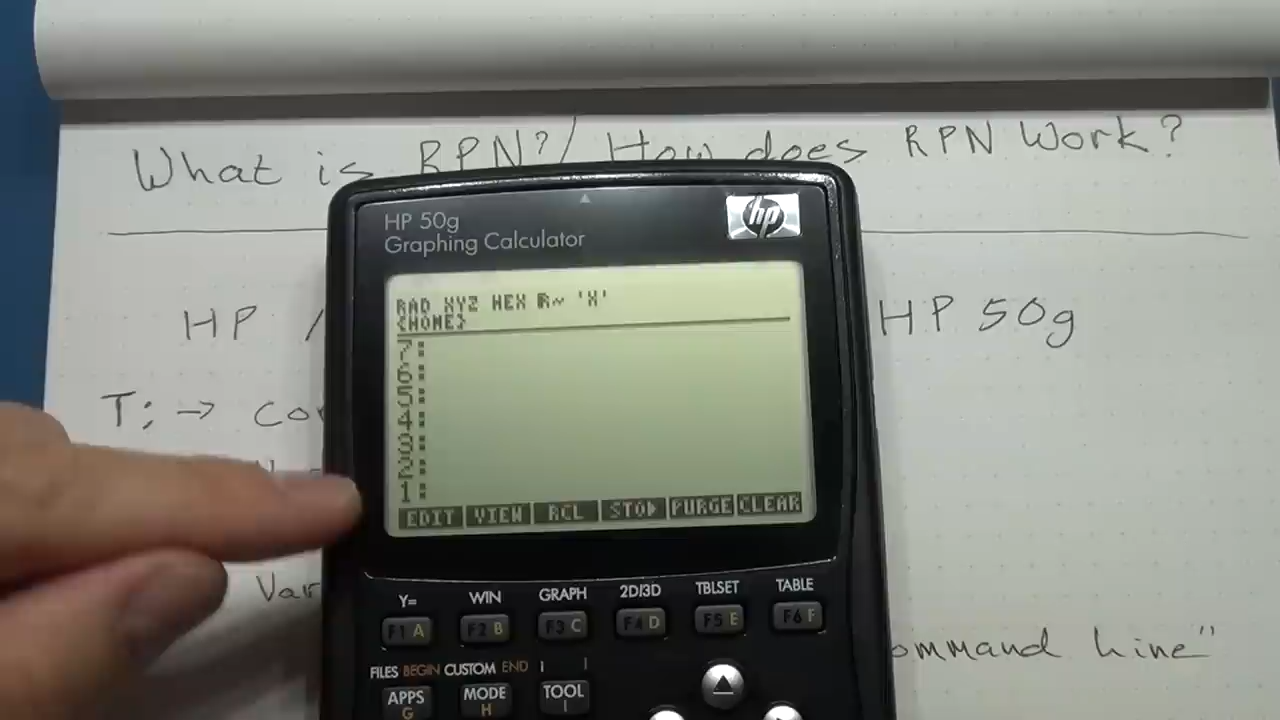 What is RPN?/ How does RPN Work?
HP 50g
Graphing Calculator
hp
RAD XYZ HEX R~ 'X'
{HOME}
7:
6:
5:
4:
3:
2:
1:
EDIT VIEW RCL STO▶ PURGE CLEAR
HP /
HP 50g
T: → Co
Var
ommand Line"
Y= WIN GRAPH 2D/3D TBLSET TABLE
F1 A F2 B F3 C F4 D F5 E F6 F
FILES BEGIN CUSTOM END
APPS MODE TOOL
G H I